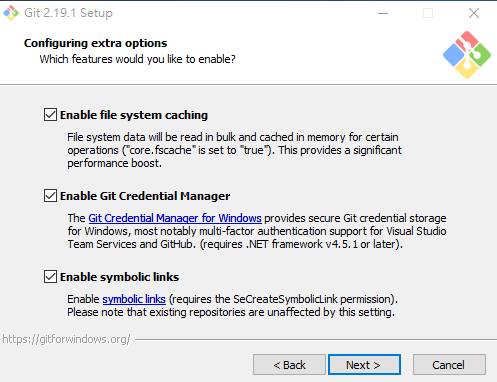 Git 2.19.1 Setup
Configuring extra options
Which features would you like to enable?
Enable file system caching
File system data will be read in bulk and cached in memory for certain
operations ("core.fscache" is set to "true"). This provides a significant
performance boost.
Enable Git Credential Manager
The Git Credential Manager for Windows provides secure Git credential storage
for Windows, most notably multi-factor authentication support for Visual Studio
Team Services and GitHub. (requires .NET framework v4.5.1 or later).
Enable symbolic links
Enable symbolic links (requires the SeCreateSymbolicLink permission).
Please note that existing repositories are unaffected by this setting.
https://gitforwindows.org/
< Back Next > Cancel